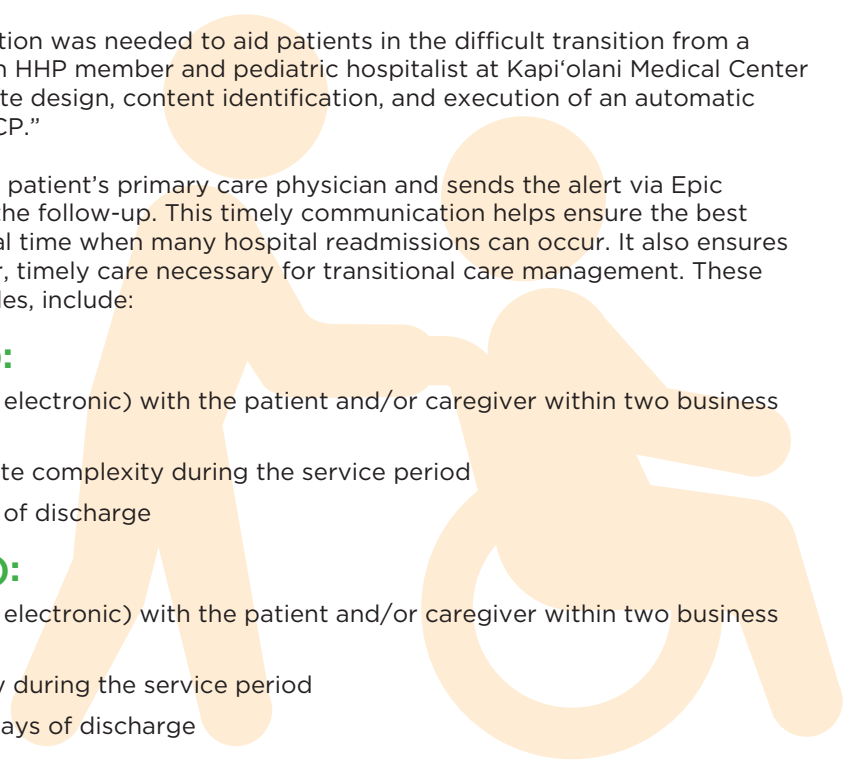 tion was needed to aid patients in the difficult transition from a
n HHP member and pediatric hospitalist at Kapi‘olani Medical Center
te design, content identification, and execution of an automatic
CP.”
patient’s primary care physician and sends the alert via Epic
the follow-up. This timely communication helps ensure the best
al time when many hospital readmissions can occur. It also ensures
r, timely care necessary for transitional care management. These
les, include:
):
electronic) with the patient and/or caregiver within two business
te complexity during the service period
of discharge
):
electronic) with the patient and/or caregiver within two business
y during the service period
ays of discharge